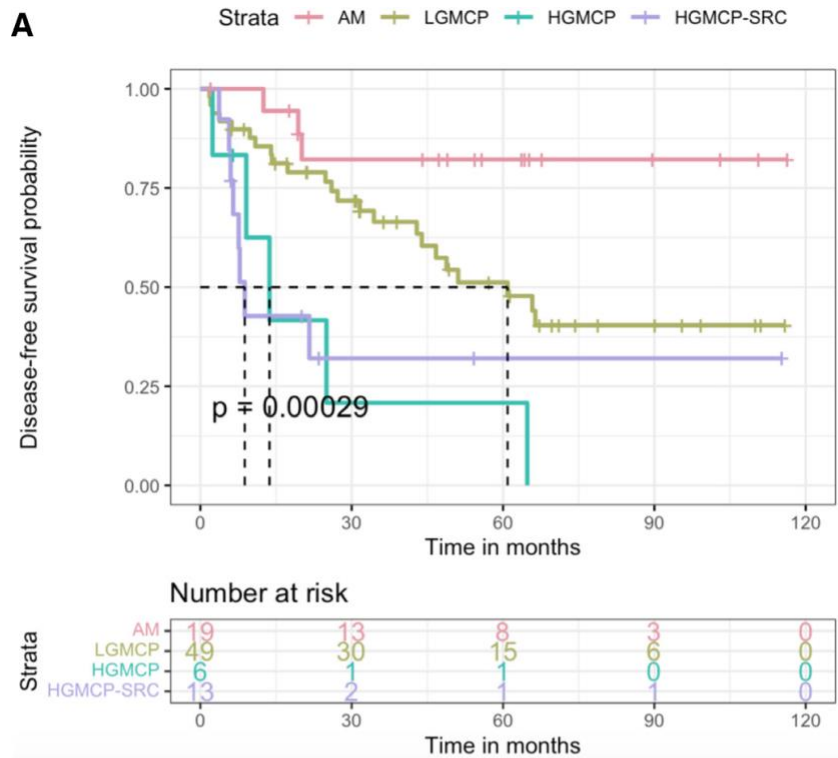 A
Strata AM LGMCP HGMCP HGMCP-SRC
Disease-free survival probability
1.00
0.75
0.50
0.25
0.00
p = 0.00029
0 30 60 90 120
Time in months
Number at risk
Strata
AM 19 13 8 3 0
LGMCP 49 30 15 6 0
HGMCP 6 1 1 0 0
HGMCP-SRC 13 2 1 1 0
0 30 60 90 120
Time in months